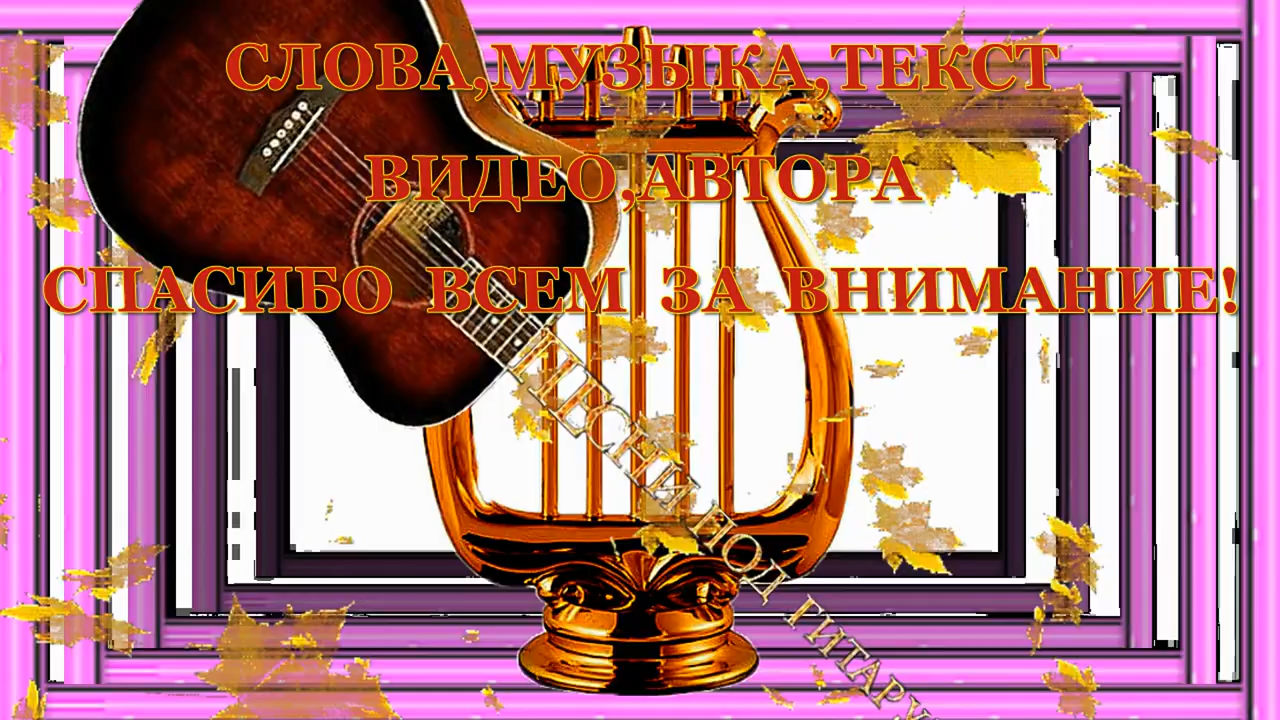 СЛОВА,МУЗЫКА,ТЕКСТ
ВИДЕО,АВТОРА
СПАСИБО ВСЕМ ЗА ВНИМАНИЕ!
ПЕСНИ ПОД ГИТАРУ